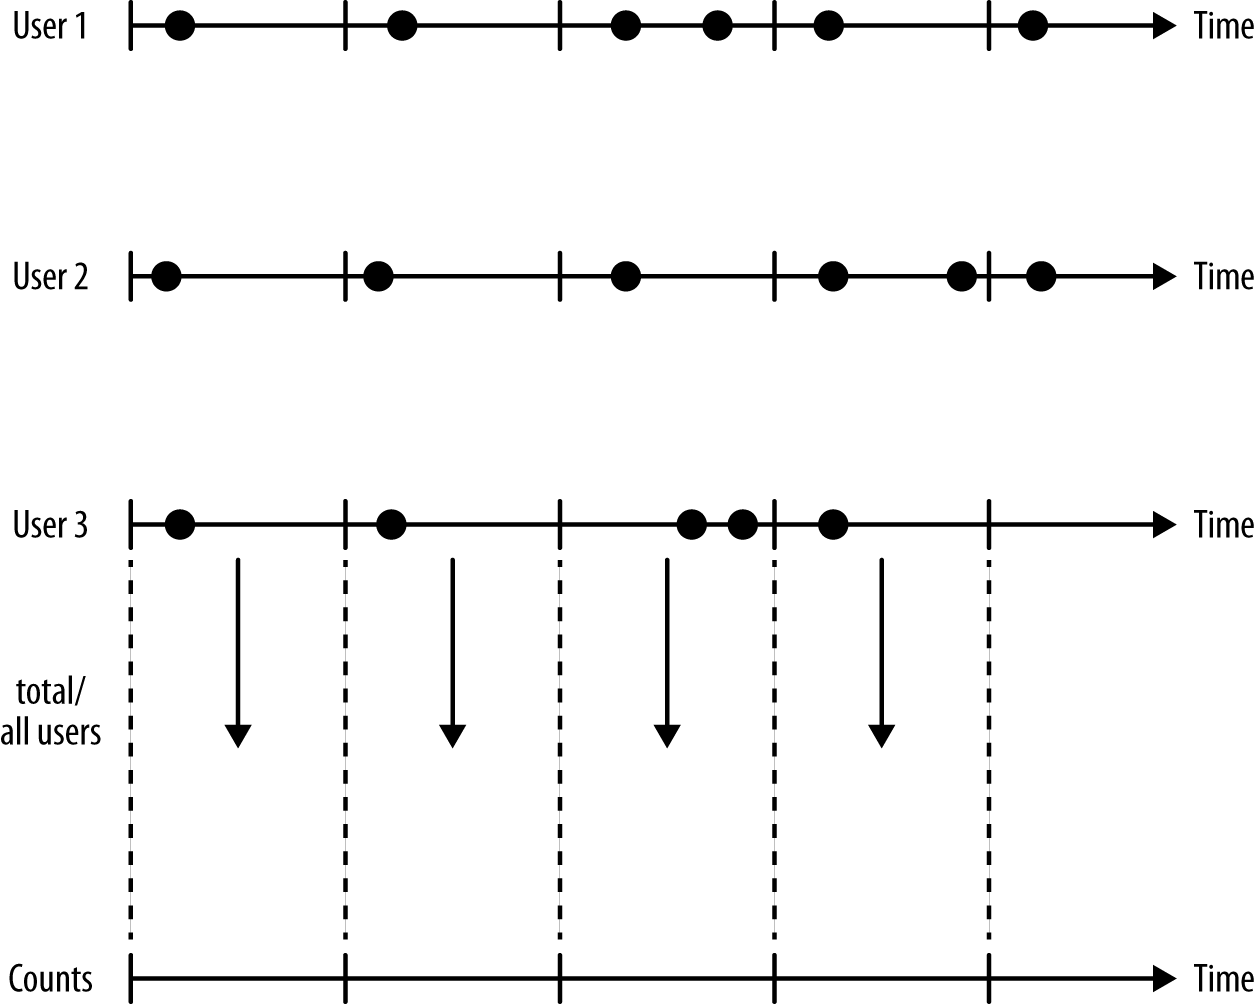 User 1 Time
User 2 Time
User 3 Time
total/
all users
Counts Time